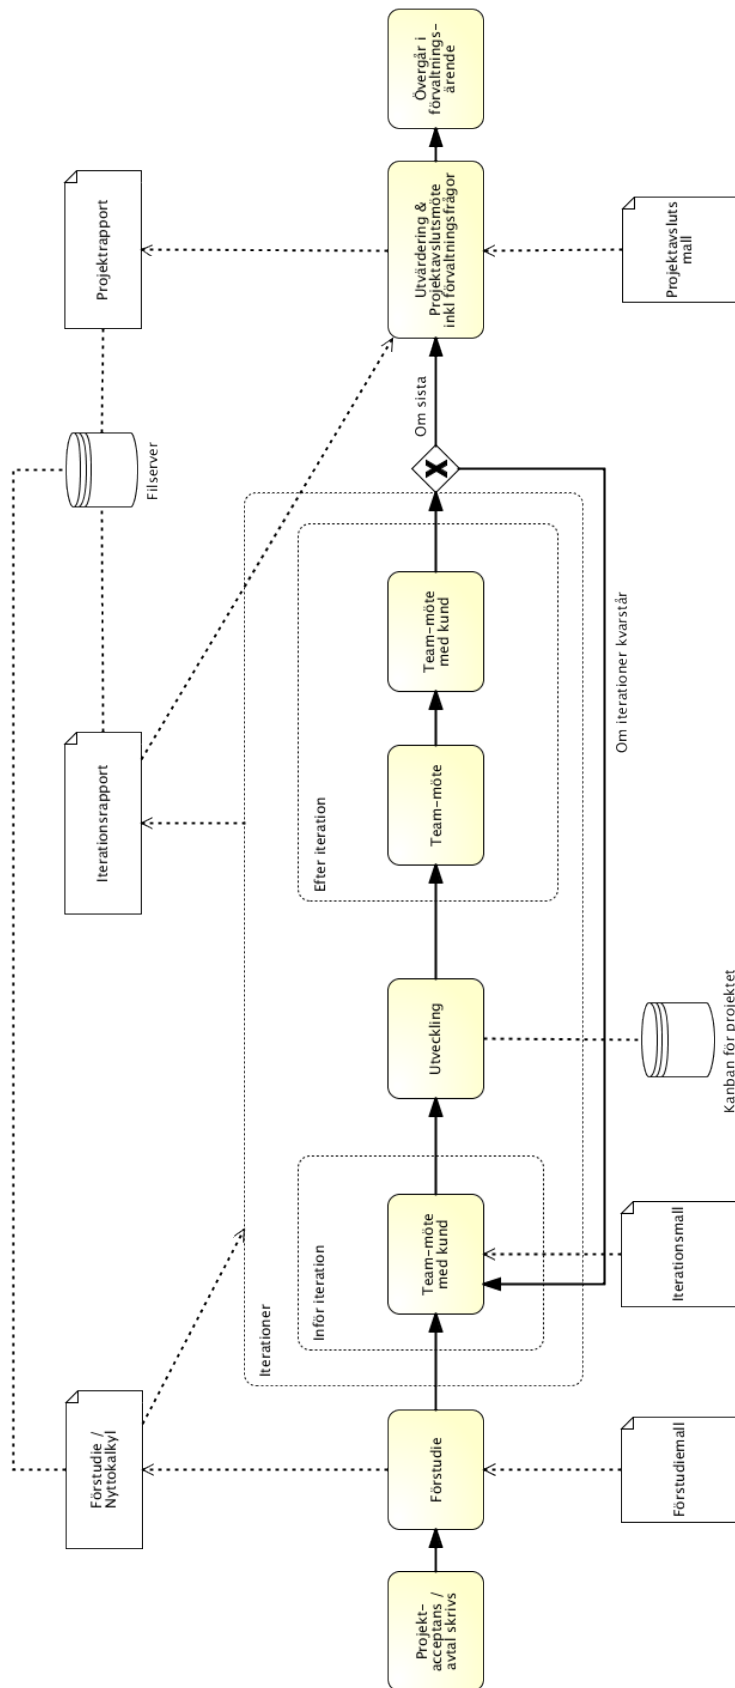 Förstudie /
Nyttokalkyl
Iterationsrapport
Filserver
Projektrapport
Iterationer
Inför iteration
Efter iteration
Projekt-
acceptans /
avtal skrivs
Förstudie
Team-möte
med kund
Utveckling
Team-möte
Team-möte
med kund
X
Om sista
Utvärdering &
Projektavslutsmöte
inkl förvaltningsfrågor
Övergår i
förvaltnings-
ärende
Om iterationer kvarstår
Förstudiemall
Iterationsmall
Kanban för projektet
Projektavsluts
mall